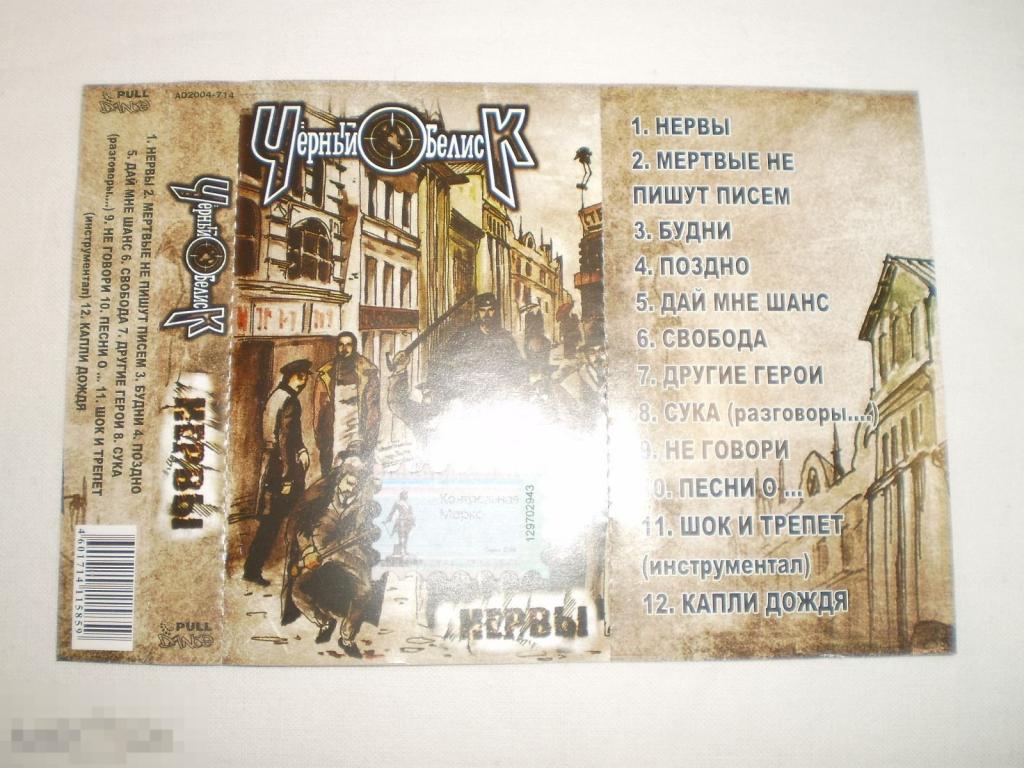 PULL
AD2004-714
1. НЕРВЫ 2. МЕРТВЫЕ НЕ ПИШУТ ПИСЕМ 3. БУДНИ 4. ПОЗДНО
5. ДАЙ МНЕ ШАНС 6. СВОБОДА 7. ДРУГИЕ ГЕРОИ 8. СУКА
(разговоры....) 9. НЕ ГОВОРИ 10. ПЕСНИ О ... 11. ШОК И ТРЕПЕТ
(инструментал) 12. КАПЛИ ДОЖДЯ
Чёрный Обелиск
НЕРВЫ
4601714115859
PULL
Чёрный Обелиск
Контрольная
Марка
129702943
НЕРВЫ
1. НЕРВЫ
2. МЕРТВЫЕ НЕ
ПИШУТ ПИСЕМ
3. БУДНИ
4. ПОЗДНО
5. ДАЙ МНЕ ШАНС
6. СВОБОДА
7. ДРУГИЕ ГЕРОИ
8. СУКА (разговоры....)
9. НЕ ГОВОРИ
10. ПЕСНИ О ...
11. ШОК И ТРЕПЕТ
(инструментал)
12. КАПЛИ ДОЖДЯ